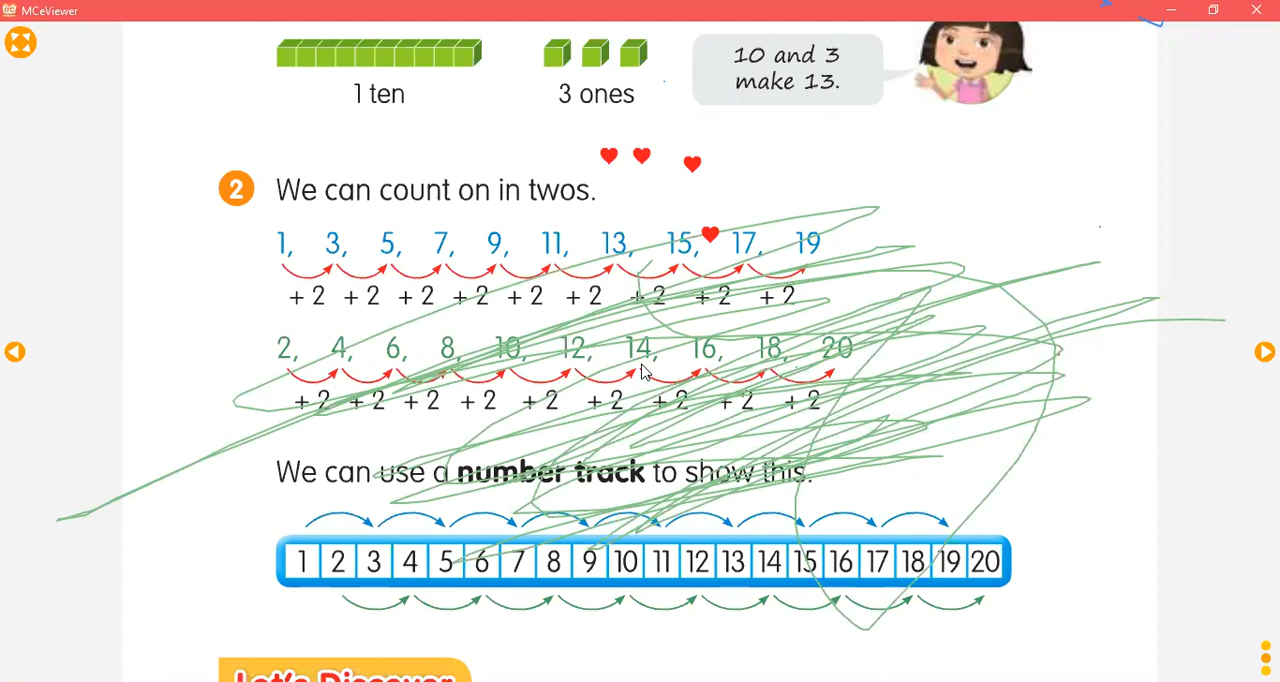 MCeViewer
10 and 3
make 13.
1 ten
3 ones
2 We can count on in twos.
1, 3, 5, 7, 9, 11, 13, 15, 17, 19
+ 2 + 2 + 2 + 2 + 2 + 2 + 2 + 2 + 2
2, 4, 6, 8, 10, 12, 14, 16, 18, 20
+ 2 + 2 + 2 + 2 + 2 + 2 + 2 + 2 + 2
We can use a number track to show this.
1 2 3 4 5 6 7 8 9 10 11 12 13 14 15 16 17 18 19 20
Let's Discover